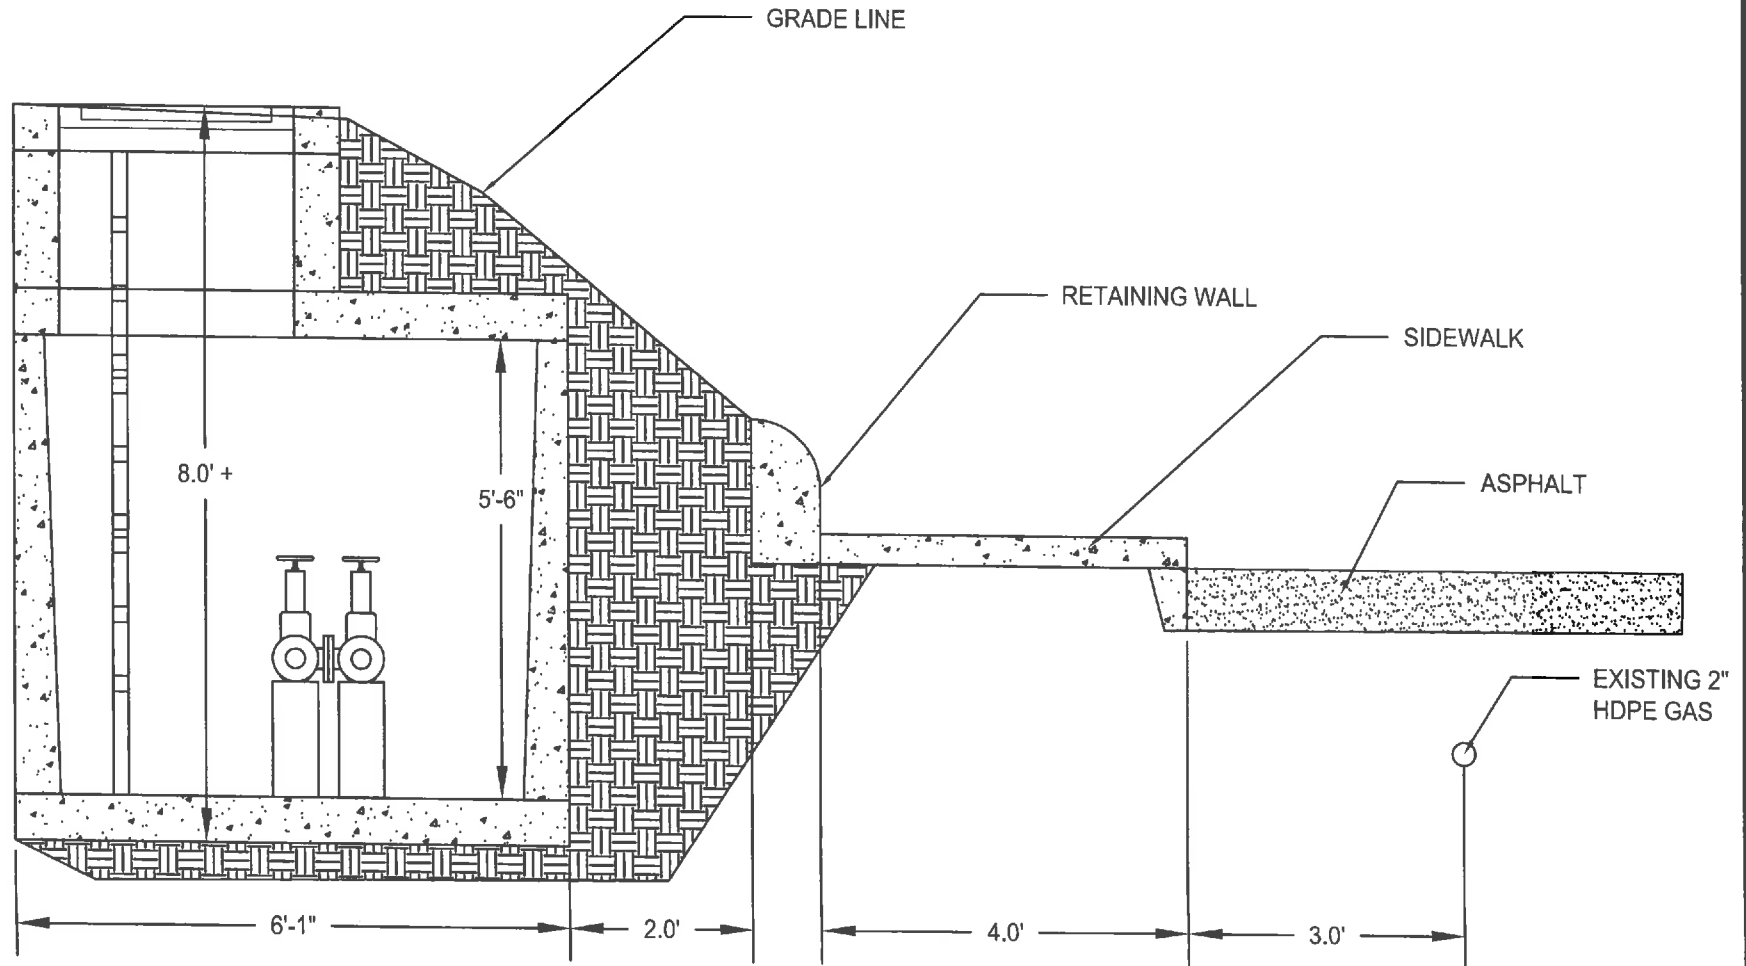 GRADE LINE
RETAINING WALL
SIDEWALK
8.0' +
5'-6"
ASPHALT
EXISTING 2"
HDPE GAS
6'-1"
2.0'
4.0'
3.0'